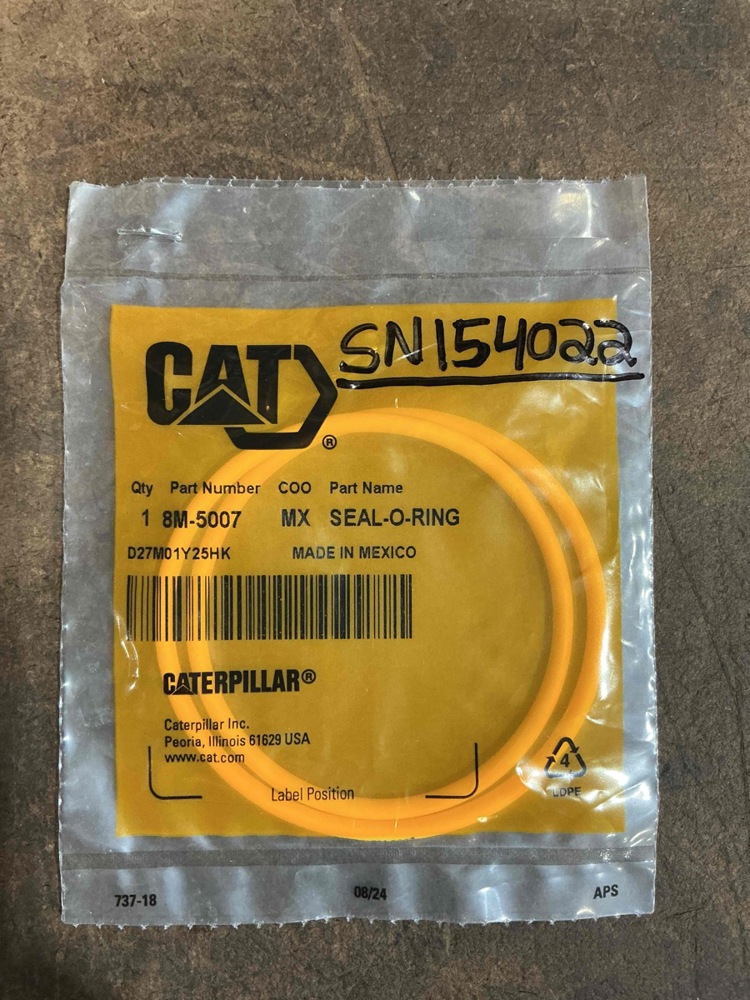 SN154022
CAT®
Qty Part Number COO Part Name
1 8M-5007 MX SEAL-O-RING
D27M01Y25HK MADE IN MEXICO
CATERPILLAR®
Caterpillar Inc.
Peoria, Illinois 61629 USA
www.cat.com
Label Position
4
LDPE
737-18 08/24 APS